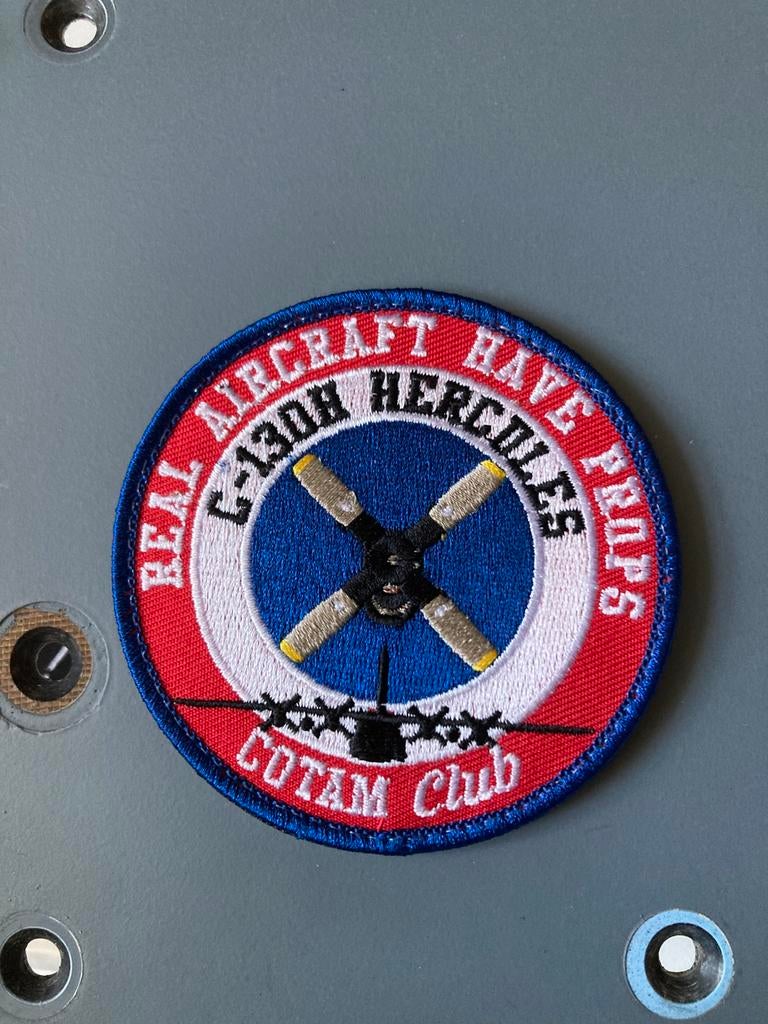 REAL AIRCRAFT HAVE PROPS
C-130H HERCULES
COTAM Club